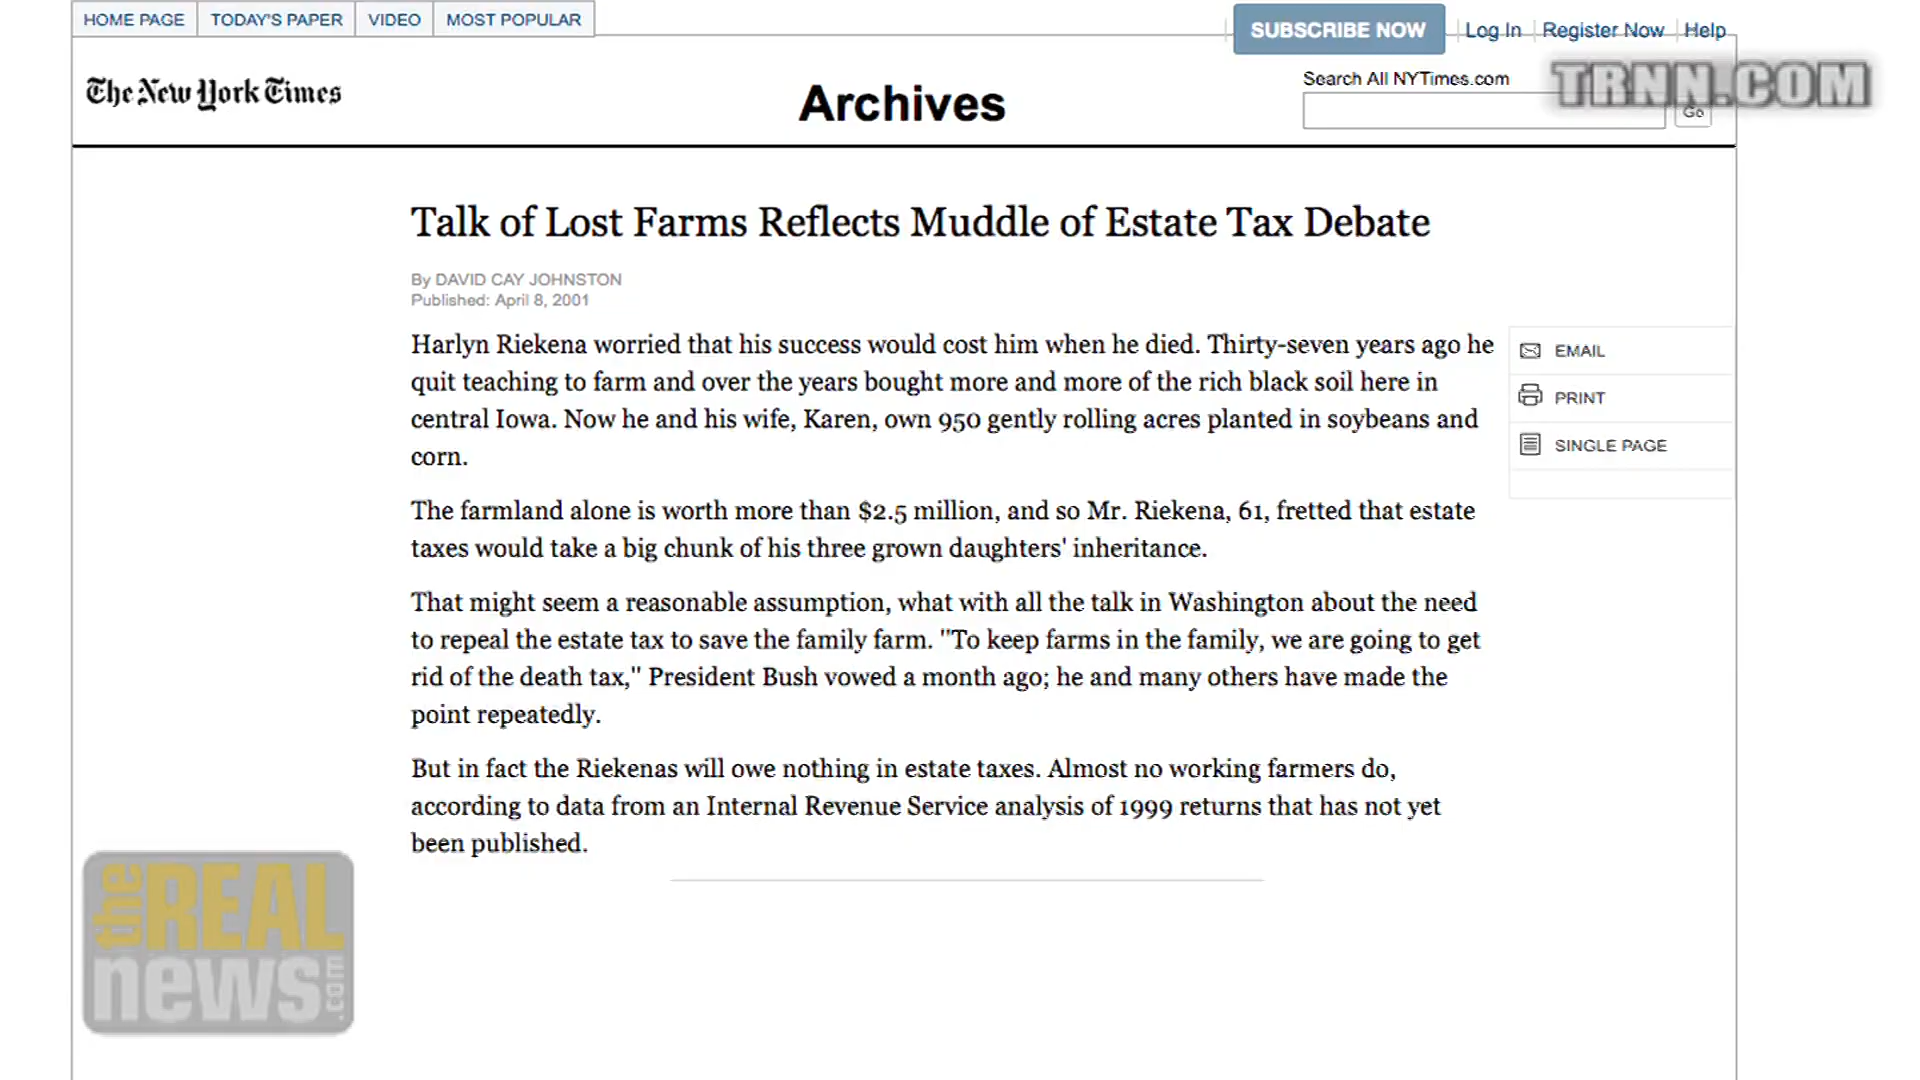 HOME PAGE TODAY'S PAPER VIDEO MOST POPULAR
SUBSCRIBE NOW Log In Register Now Help
The New York Times
Archives
Search All NYTimes.com
Go
TRNN.COM
Talk of Lost Farms Reflects Muddle of Estate Tax Debate
By DAVID CAY JOHNSTON
Published: April 8, 2001
Harlyn Riekena worried that his success would cost him when he died. Thirty-seven years ago he
quit teaching to farm and over the years bought more and more of the rich black soil here in
central Iowa. Now he and his wife, Karen, own 950 gently rolling acres planted in soybeans and
corn.
The farmland alone is worth more than $2.5 million, and so Mr. Riekena, 61, fretted that estate
taxes would take a big chunk of his three grown daughters' inheritance.
That might seem a reasonable assumption, what with all the talk in Washington about the need
to repeal the estate tax to save the family farm. "To keep farms in the family, we are going to get
rid of the death tax," President Bush vowed a month ago; he and many others have made the
point repeatedly.
But in fact the Riekenas will owe nothing in estate taxes. Almost no working farmers do,
according to data from an Internal Revenue Service analysis of 1999 returns that has not yet
been published.
EMAIL
PRINT
SINGLE PAGE
the REAL
news.com